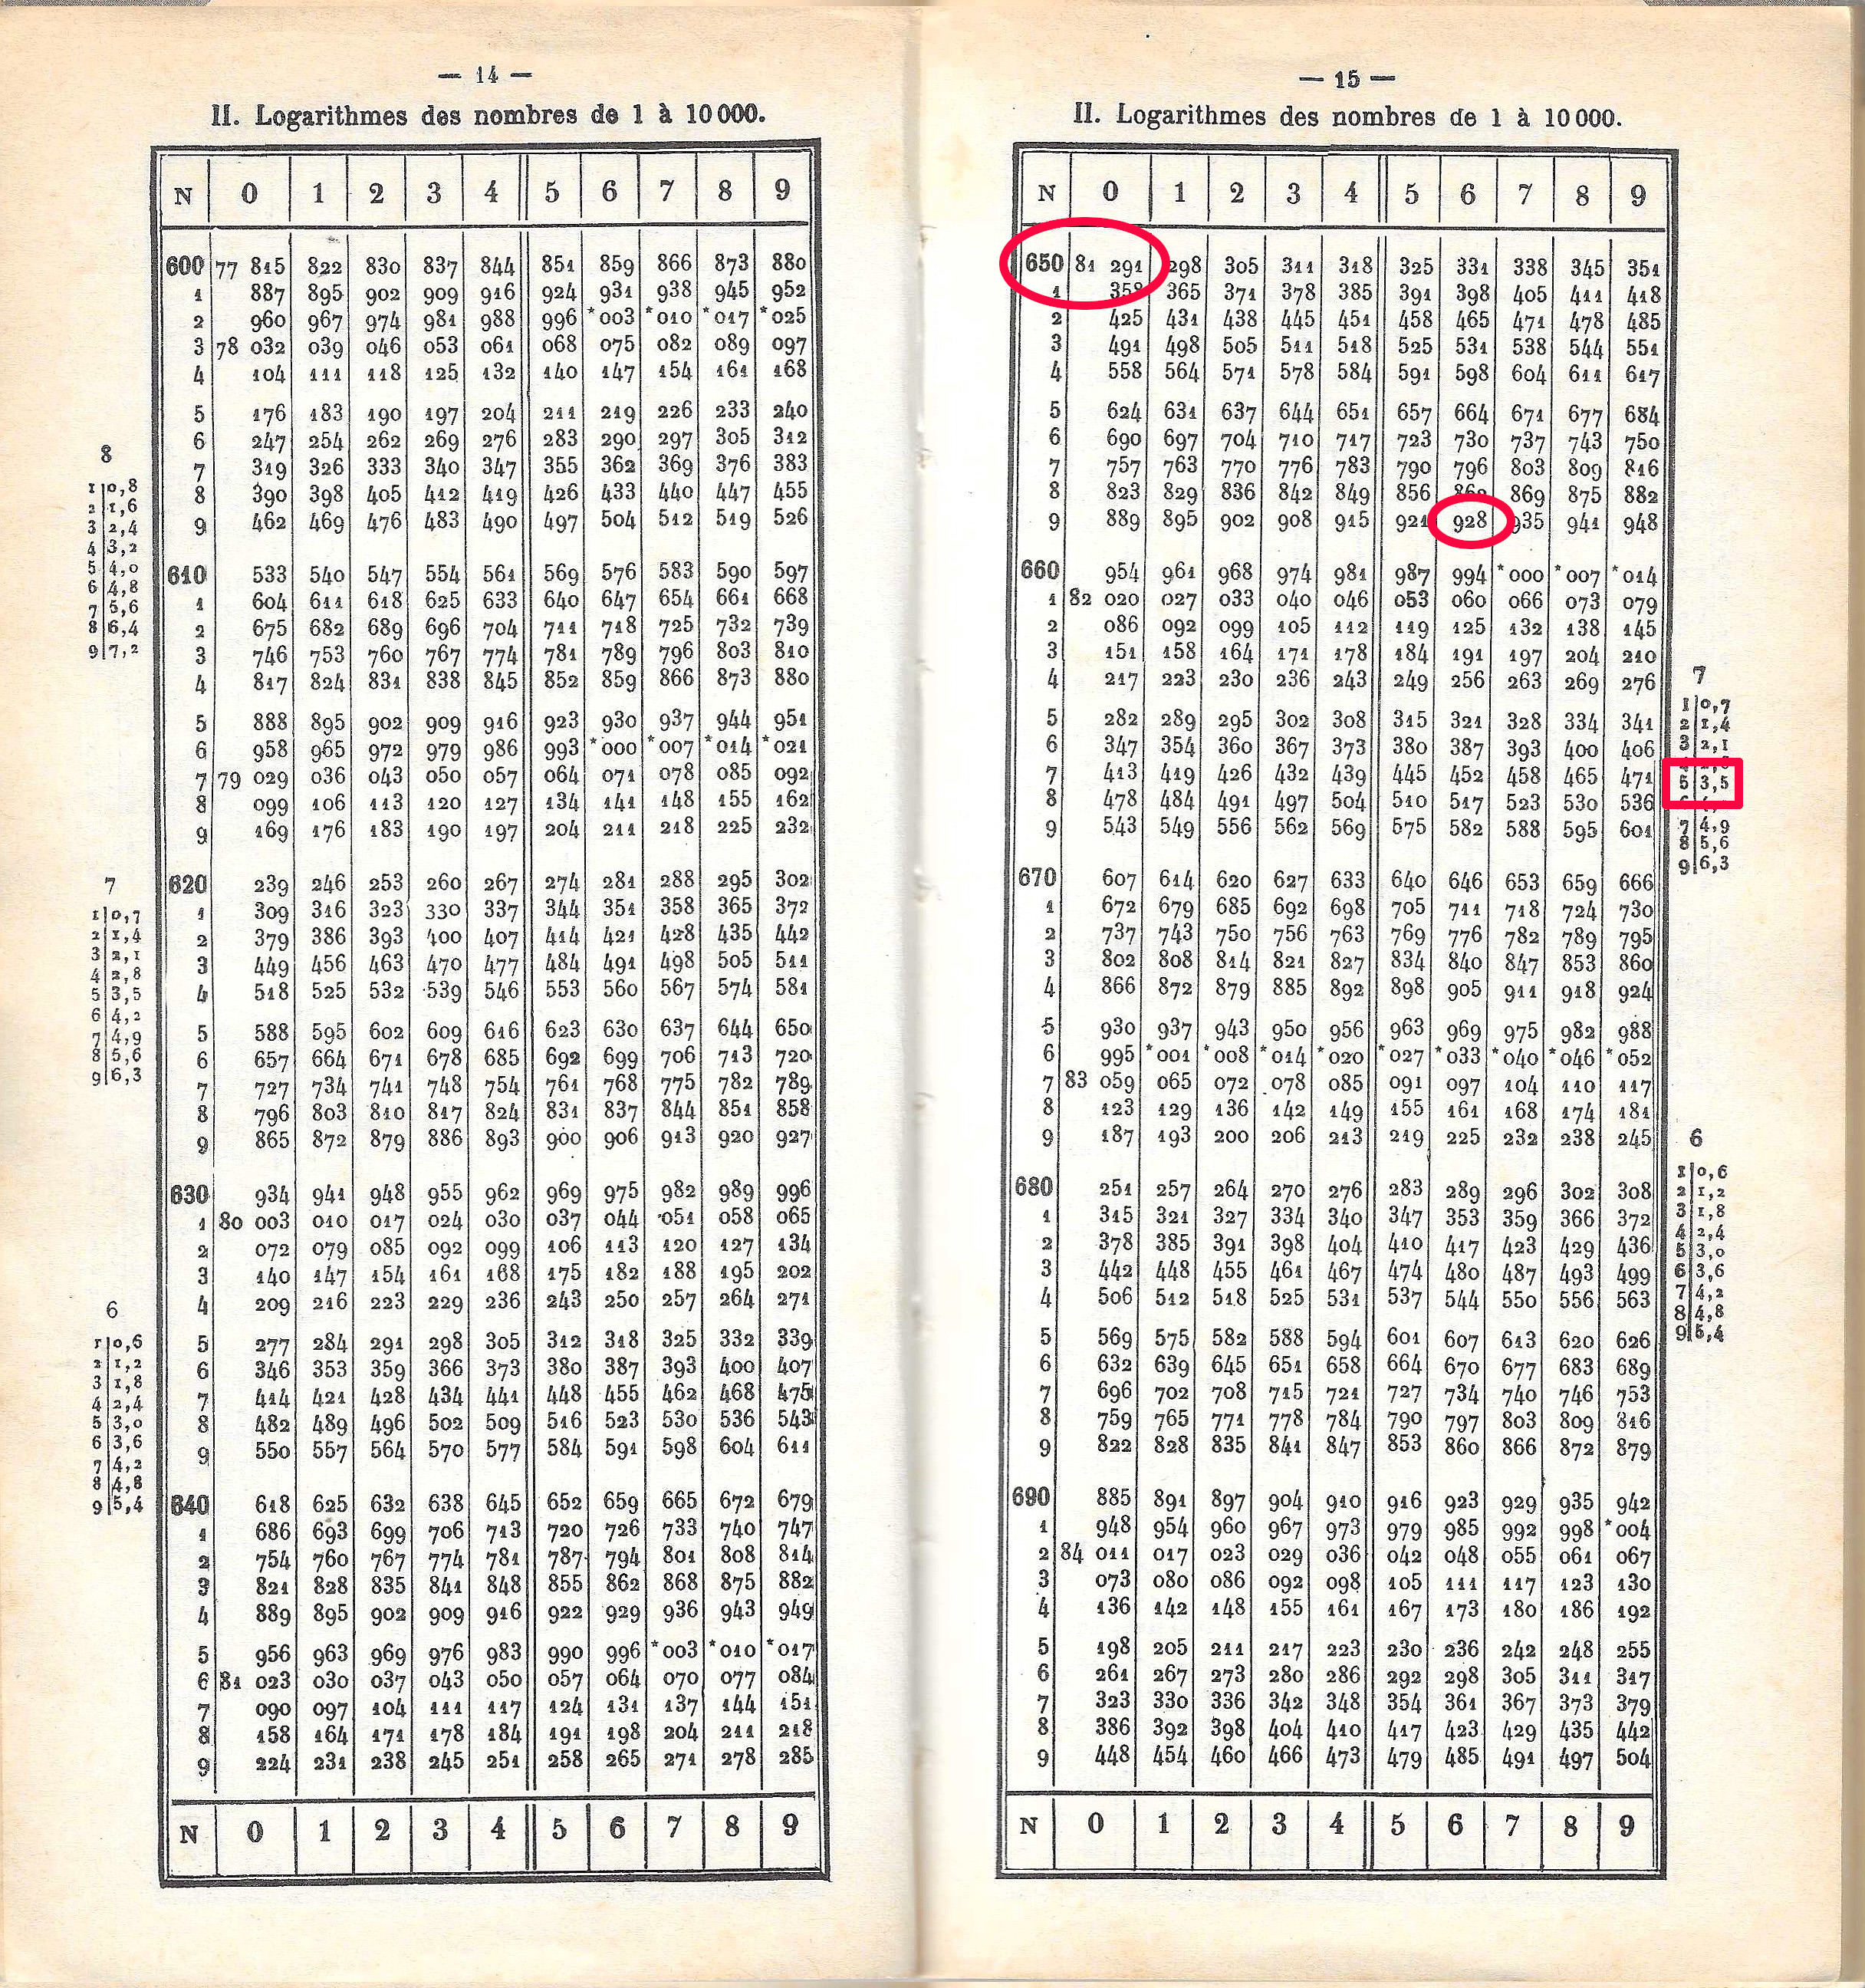 — 14 —
II. Logarithmes des nombres de 1 à 10 000.
N 0 1 2 3 4 5 6 7 8 9
600 77 815 822 830 837 844 851 859 866 873 880
1 887 895 902 909 916 924 931 938 945 952
2 960 967 974 981 988 996 *003 *010 *017 *025
3 78 032 039 046 053 061 068 075 082 089 097
4 104 111 118 125 132 140 147 154 161 168
5 176 183 190 197 204 211 219 226 233 240
6 247 254 262 269 276 283 290 297 305 312
7 319 326 333 340 347 355 362 369 376 383
8 390 398 405 412 419 426 433 440 447 455
9 462 469 476 483 490 497 504 512 519 526
610 533 540 547 554 561 569 576 583 590 597
1 604 611 618 625 633 640 647 654 661 668
2 675 682 689 696 704 711 718 725 732 739
3 746 753 760 767 774 781 789 796 803 810
4 817 824 831 838 845 852 859 866 873 880
5 888 895 902 909 916 923 930 937 944 951
6 958 965 972 979 986 993 *000 *007 *014 *021
7 79 029 036 043 050 057 064 071 078 085 092
8 099 106 113 120 127 134 141 148 155 162
9 169 176 183 190 197 204 211 218 225 232
620 239 246 253 260 267 274 281 288 295 302
1 309 316 323 330 337 344 351 358 365 372
2 379 386 393 400 407 414 421 428 435 442
3 449 456 463 470 477 484 491 498 505 511
4 518 525 532 539 546 553 560 567 574 581
5 588 595 602 609 616 623 630 637 644 650
6 657 664 671 678 685 692 699 706 713 720
7 727 734 741 748 754 761 768 775 782 789
8 796 803 810 817 824 831 837 844 851 858
9 865 872 879 886 893 900 906 913 920 927
630 934 941 948 955 962 969 975 982 989 996
1 80 003 010 017 024 030 037 044 051 058 065
2 072 079 085 092 099 106 113 120 127 134
3 140 147 154 161 168 175 182 188 195 202
4 209 216 223 229 236 243 250 257 264 271
5 277 284 291 298 305 312 318 325 332 339
6 346 353 359 366 373 380 387 393 400 407
7 414 421 428 434 441 448 455 462 468 475
8 482 489 496 502 509 516 523 530 536 543
9 550 557 564 570 577 584 591 598 604 611
640 618 625 632 638 645 652 659 665 672 679
1 686 693 699 706 713 720 726 733 740 747
2 754 760 767 774 781 787 794 801 808 814
3 821 828 835 841 848 855 862 868 875 882
4 889 895 902 909 916 922 929 936 943 949
5 956 963 969 976 983 990 996 *003 *010 *017
6 81 023 030 037 043 050 057 064 070 077 084
7 090 097 104 111 117 124 131 137 144 151
8 158 164 171 178 184 191 198 204 211 218
9 224 231 238 245 251 258 265 271 278 285
N 0 1 2 3 4 5 6 7 8 9
8
1 0,8
2 1,6
3 2,4
4 3,2
5 4,0
6 4,8
7 5,6
8 6,4
9 7,2
7
1 0,7
2 1,4
3 2,1
4 2,8
5 3,5
6 4,2
7 4,9
8 5,6
9 6,3
6
1 0,6
2 1,2
3 1,8
4 2,4
5 3,0
6 3,6
7 4,2
8 4,8
9 5,4
— 15 —
II. Logarithmes des nombres de 1 à 10 000.
N 0 1 2 3 4 5 6 7 8 9
650 81 291 298 305 311 318 325 331 338 345 351
1 358 365 371 378 385 391 398 405 411 418
2 425 431 438 445 451 458 465 471 478 485
3 491 498 505 511 518 525 531 538 544 551
4 558 564 571 578 584 591 598 604 611 617
5 624 631 637 644 651 657 664 671 677 684
6 690 697 704 710 717 723 730 737 743 750
7 757 763 770 776 783 790 796 803 809 816
8 823 829 836 842 849 856 862 869 875 882
9 889 895 902 908 915 921 928 935 941 948
660 954 961 968 974 981 987 994 *000 *007 *014
1 82 020 027 033 040 046 053 060 066 073 079
2 086 092 099 105 112 119 125 132 138 145
3 151 158 164 171 178 184 191 197 204 210
4 217 223 230 236 243 249 256 263 269 276
5 282 289 295 302 308 315 321 328 334 341
6 347 354 360 367 373 380 387 393 400 406
7 413 419 426 432 439 445 452 458 465 471
8 478 484 491 497 504 510 517 523 530 536
9 543 549 556 562 569 575 582 588 595 601
670 607 614 620 627 633 640 646 653 659 666
1 672 679 685 692 698 705 711 718 724 730
2 737 743 750 756 763 769 776 782 789 795
3 802 808 814 821 827 834 840 847 853 860
4 866 872 879 885 892 898 905 911 918 924
5 930 937 943 950 956 963 969 975 982 988
6 995 *001 *008 *014 *020 *027 *033 *040 *046 *052
7 83 059 065 072 078 085 091 097 104 110 117
8 123 129 136 142 149 155 161 168 174 181
9 187 193 200 206 213 219 225 232 238 245
680 251 257 264 270 276 283 289 296 302 308
1 315 321 327 334 340 347 353 359 366 372
2 378 385 391 398 404 410 417 423 429 436
3 442 448 455 461 467 474 480 487 493 499
4 506 512 518 525 531 537 544 550 556 563
5 569 575 582 588 594 601 607 613 620 626
6 632 639 645 651 658 664 670 677 683 689
7 696 702 708 715 721 727 734 740 746 753
8 759 765 771 778 784 790 797 803 809 816
9 822 828 835 841 847 853 860 866 872 879
690 885 891 897 904 910 916 923 929 935 942
1 948 954 960 967 973 979 985 992 998 *004
2 84 011 017 023 029 036 042 048 055 061 067
3 073 080 086 092 098 105 111 117 123 130
4 136 142 148 155 161 167 173 180 186 192
5 198 205 211 217 223 230 236 242 248 255
6 261 267 273 280 286 292 298 305 311 317
7 323 330 336 342 348 354 361 367 373 379
8 386 392 398 404 410 417 423 429 435 442
9 448 454 460 466 473 479 485 491 497 504
N 0 1 2 3 4 5 6 7 8 9
7
1 0,7
2 1,4
3 2,1
5 3,5
7 4,9
8 5,6
9 6,3
6
1 0,6
2 1,2
3 1,8
4 2,4
5 3,0
6 3,6
7 4,2
8 4,8
9 5,4